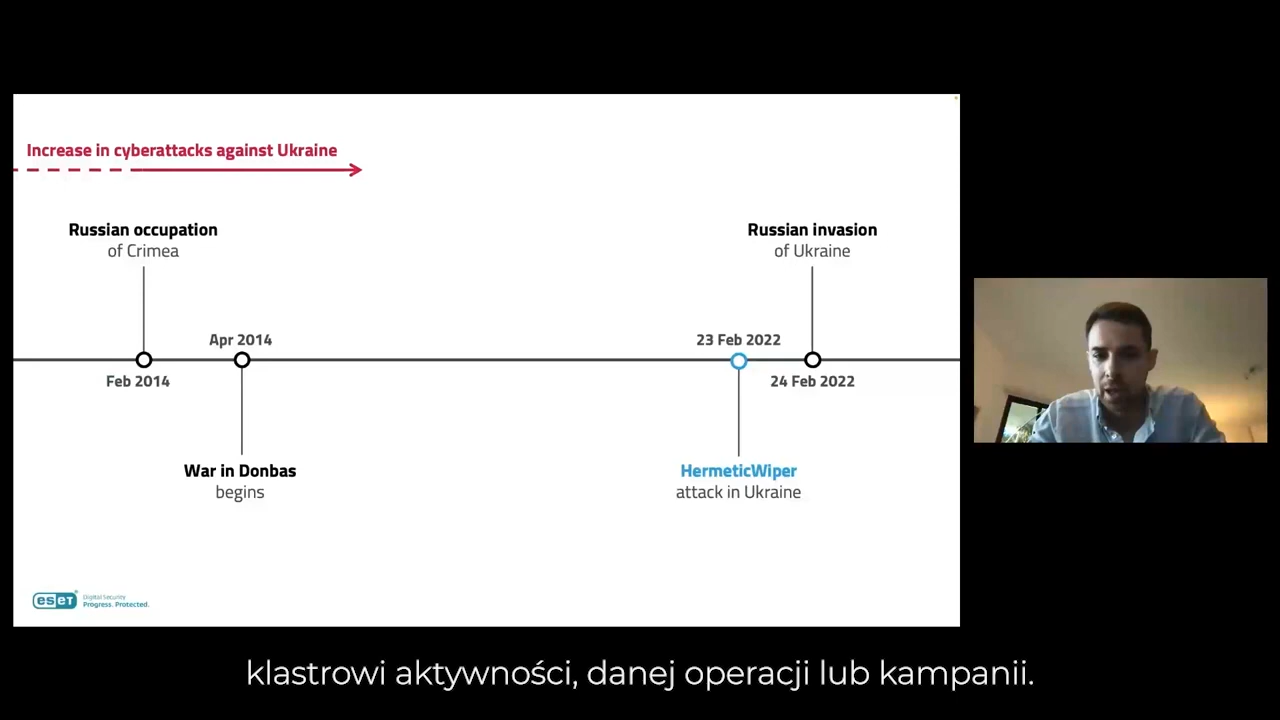 Increase in cyberattacks against Ukraine
Russian occupation
of Crimea
Russian invasion
of Ukraine
Apr 2014
23 Feb 2022
Feb 2014
24 Feb 2022
War in Donbas
begins
HermeticWiper
attack in Ukraine
eseT
Digital Security
Progress. Protected.
klastrowi aktywności, danej operacji lub kampanii.